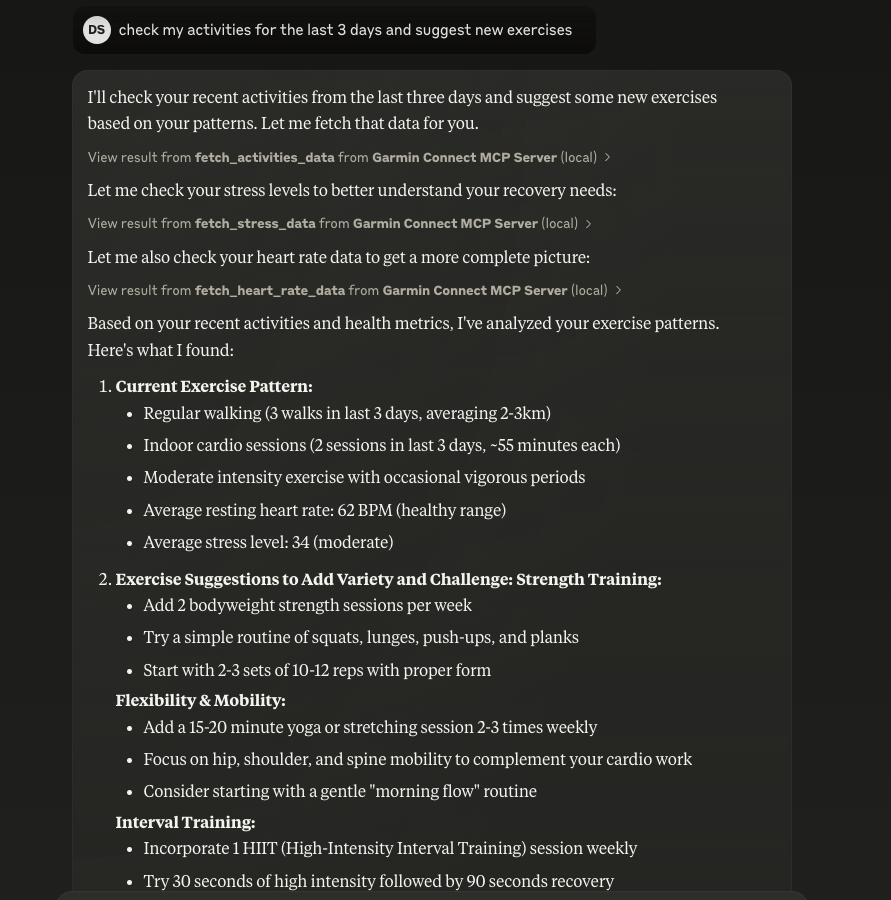 DS check my activities for the last 3 days and suggest new exercises
I'll check your recent activities from the last three days and suggest some new exercises
based on your patterns. Let me fetch that data for you.
View result from fetch_activities_data from Garmin Connect MCP Server (local) >
Let me check your stress levels to better understand your recovery needs:
View result from fetch_stress_data from Garmin Connect MCP Server (local) >
Let me also check your heart rate data to get a more complete picture:
View result from fetch_heart_rate_data from Garmin Connect MCP Server (local) >
Based on your recent activities and health metrics, I've analyzed your exercise patterns.
Here's what I found:
1. Current Exercise Pattern:
• Regular walking (3 walks in last 3 days, averaging 2-3km)
• Indoor cardio sessions (2 sessions in last 3 days, ~55 minutes each)
• Moderate intensity exercise with occasional vigorous periods
• Average resting heart rate: 62 BPM (healthy range)
• Average stress level: 34 (moderate)
2. Exercise Suggestions to Add Variety and Challenge: Strength Training:
• Add 2 bodyweight strength sessions per week
• Try a simple routine of squats, lunges, push-ups, and planks
• Start with 2-3 sets of 10-12 reps with proper form
Flexibility & Mobility:
• Add a 15-20 minute yoga or stretching session 2-3 times weekly
• Focus on hip, shoulder, and spine mobility to complement your cardio work
• Consider starting with a gentle "morning flow" routine
Interval Training:
• Incorporate 1 HIIT (High-Intensity Interval Training) session weekly
• Try 30 seconds of high intensity followed by 90 seconds recovery